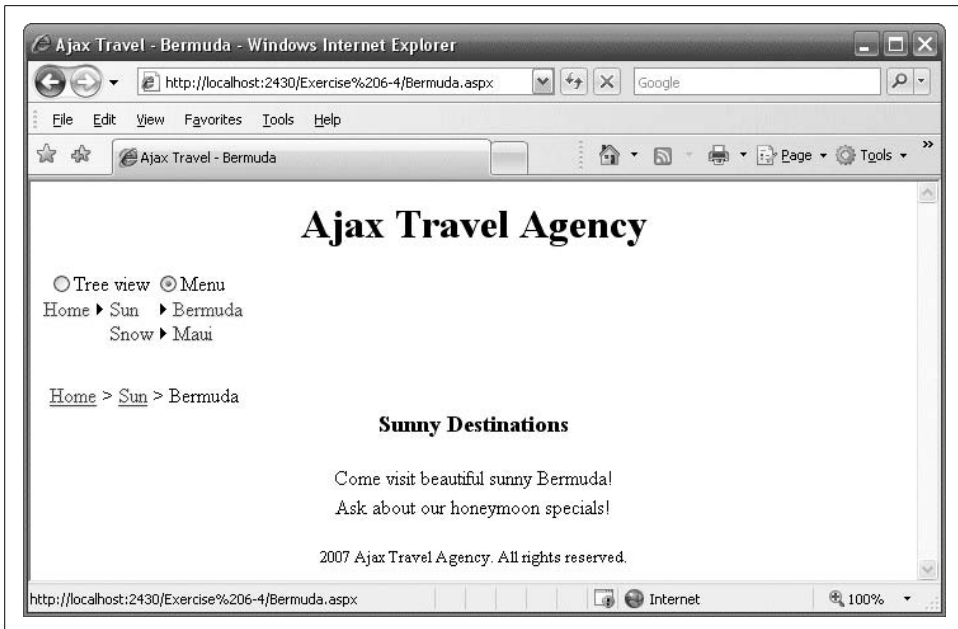 Ajax Travel - Bermuda - Windows Internet Explorer
http://localhost:2430/Exercise%206-4/Bermuda.aspx
Google
File Edit View Favorites Tools Help
Ajax Travel - Bermuda
Page Tools »
Ajax Travel Agency
Tree view Menu
Home Sun Bermuda
Snow Maui
Home > Sun > Bermuda
Sunny Destinations
Come visit beautiful sunny Bermuda!
Ask about our honeymoon specials!
2007 Ajax Travel Agency. All rights reserved.
http://localhost:2430/Exercise%206-4/Bermuda.aspx Internet 100%